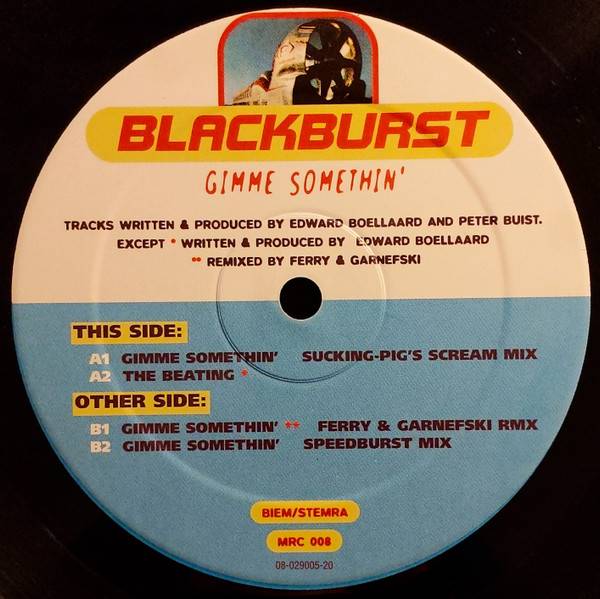 BLACKBURST
GIMME SOMETHIN'
TRACKS WRITTEN & PRODUCED BY EDWARD BOELLAARD AND PETER BUIST.
EXCEPT * WRITTEN & PRODUCED BY EDWARD BOELLAARD
** REMIXED BY FERRY & GARNEFSKI
THIS SIDE:
A1 GIMME SOMETHIN' SUCKING-PIG'S SCREAM MIX
A2 THE BEATING *
OTHER SIDE:
B1 GIMME SOMETHIN' ** FERRY & GARNEFSKI RMX
B2 GIMME SOMETHIN' SPEEDBURST MIX
BIEM/STEMRA
MRC 008
08-029005-20